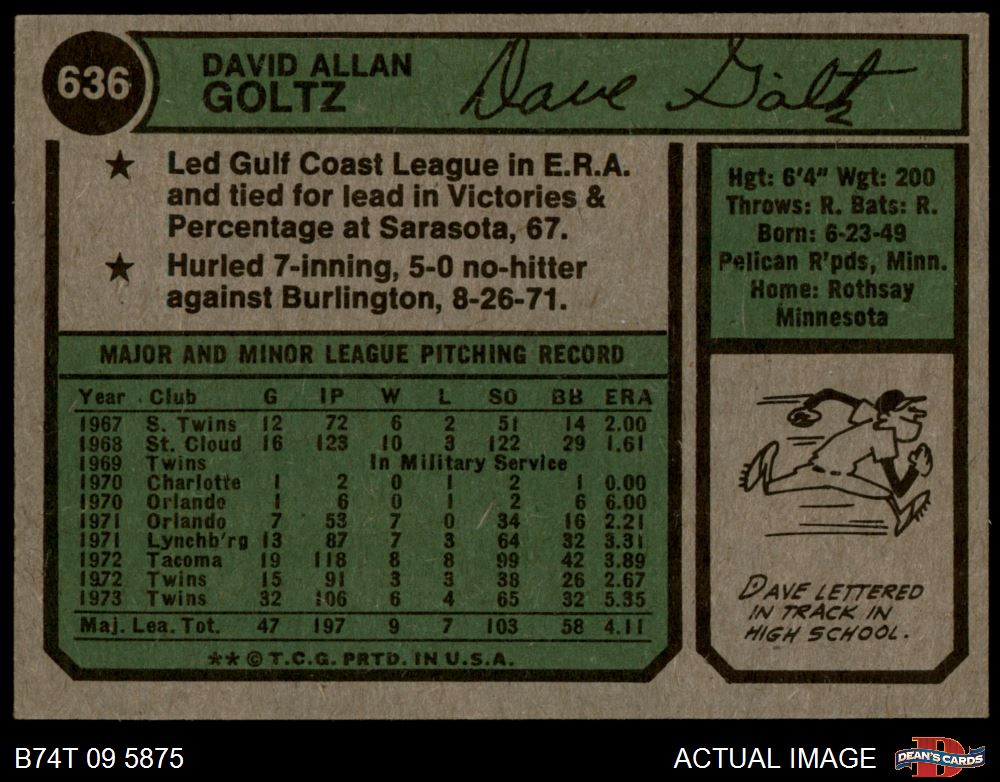 636
DAVID ALLAN
GOLTZ
Dave Goltz
★ Led Gulf Coast League in E.R.A.
and tied for lead in Victories &
Percentage at Sarasota, 67.
★ Hurled 7-inning, 5-0 no-hitter
against Burlington, 8-26-71.
Hgt: 6'4" Wgt: 200
Throws: R. Bats: R.
Born: 6-23-49
Pelican R'pds, Minn.
Home: Rothsay
Minnesota
MAJOR AND MINOR LEAGUE PITCHING RECORD
Year Club G IP W L SO BB ERA
1967 S. Twins 12 72 6 2 51 14 2.00
1968 St. Cloud 16 123 10 3 122 29 1.61
1969 Twins In Military Service
1970 Charlotte 1 2 0 1 2 1 0.00
1970 Orlando 1 6 0 1 2 6 6.00
1971 Orlando 7 53 7 0 34 16 2.21
1971 Lynchb'rg 13 87 7 3 64 32 3.31
1972 Tacoma 19 118 8 8 99 42 3.89
1972 Twins 15 91 3 3 38 26 2.67
1973 Twins 32 106 6 4 65 32 5.35
Maj. Lea. Tot. 47 197 9 7 103 58 4.11
** © T.C.G. PRTD. IN U.S.A.
DAVE LETTERED
IN TRACK IN
HIGH SCHOOL.
B74T 09 5875
ACTUAL IMAGE
D
DEAN'S CARDS